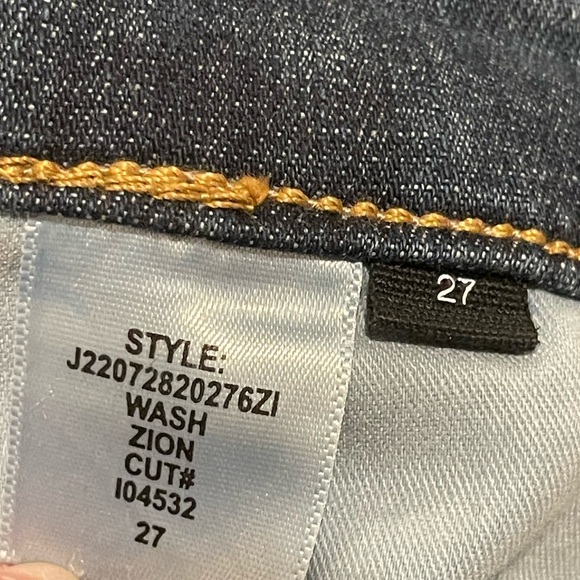 STYLE:
J22072820276ZI
WASH
ZION
CUT#
I04532
27
27